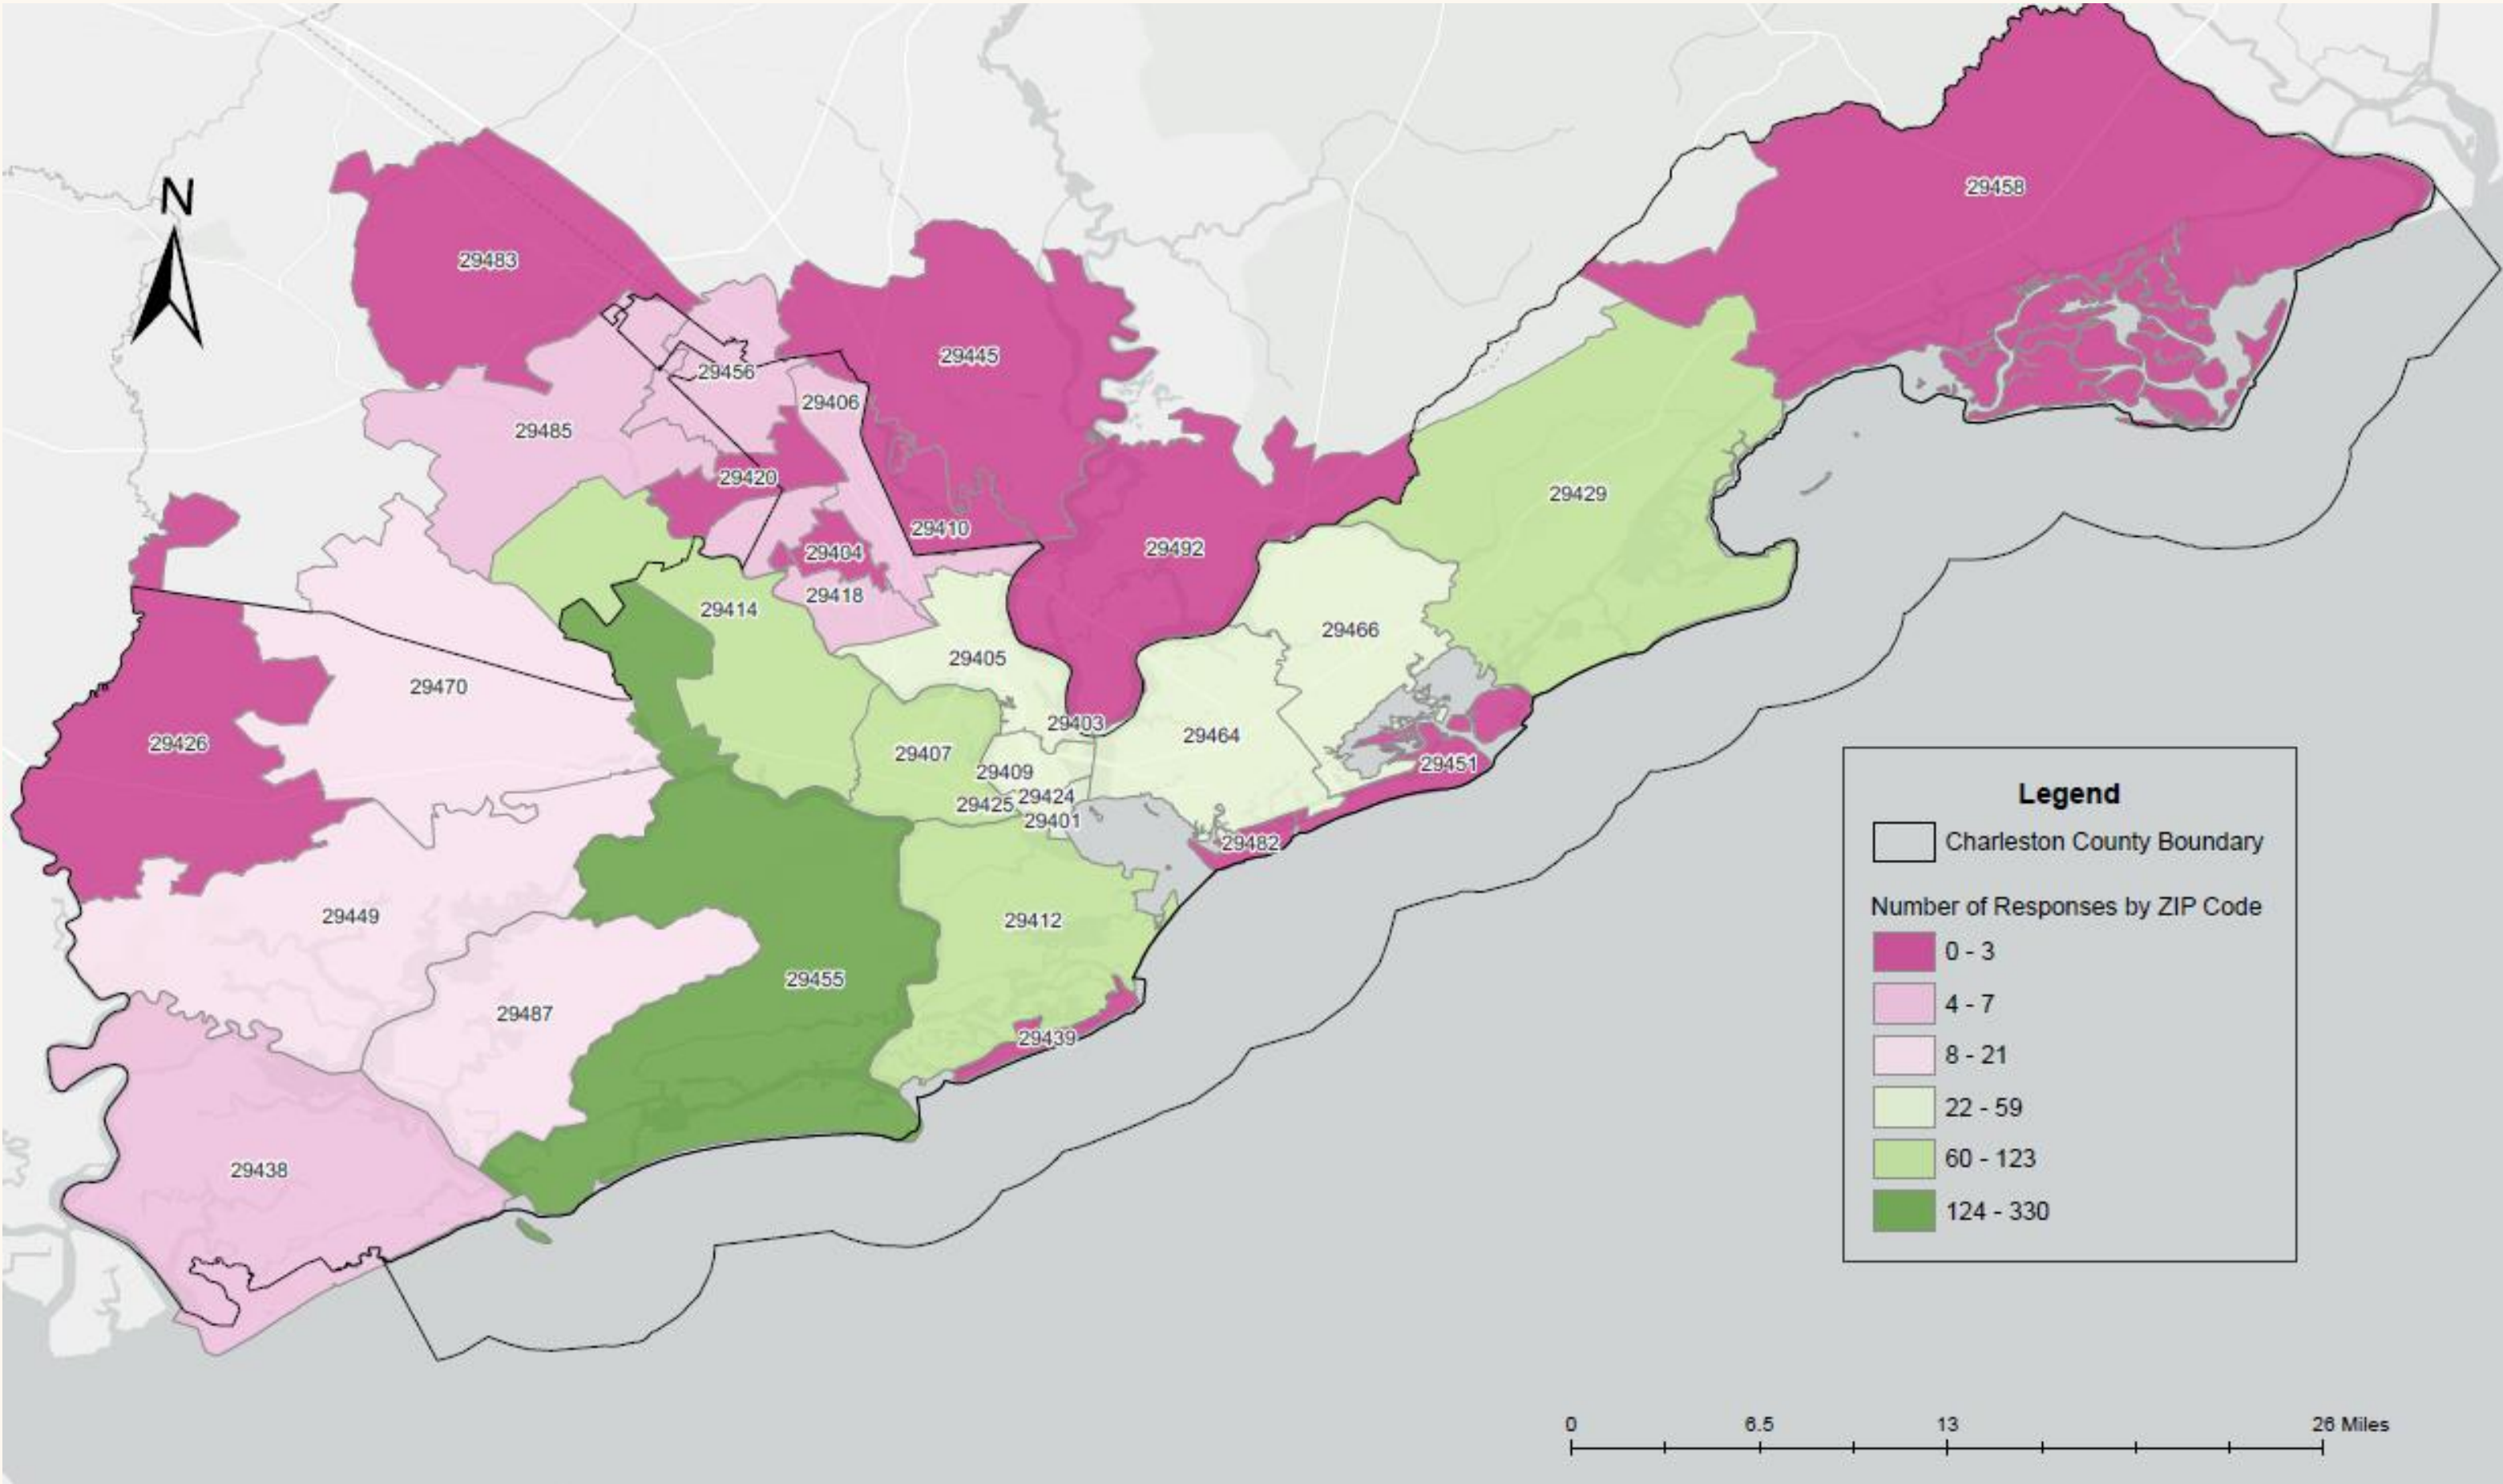 N
29458
29483
29445
29456
29406
29485
29420
29429
29410
29404
29492
29418
29414
29466
29405
29470
29403
29464
29426
29407
29409
29451
29424
29425
29401
29482
29449
29412
29455
29487
29439
29438
Legend
Charleston County Boundary
Number of Responses by ZIP Code
0 - 3
4 - 7
8 - 21
22 - 59
60 - 123
124 - 330
0 6.5 13 26 Miles